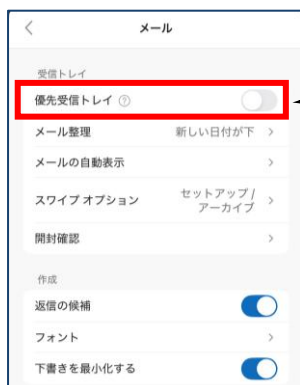 メール
受信トレイ
優先受信トレイ ?
メール整理 新しい日付が下
メールの自動表示
スワイプ オプション セットアップ /
アーカイブ
開封確認
作成
返信の候補
フォント
下書きを最小化する